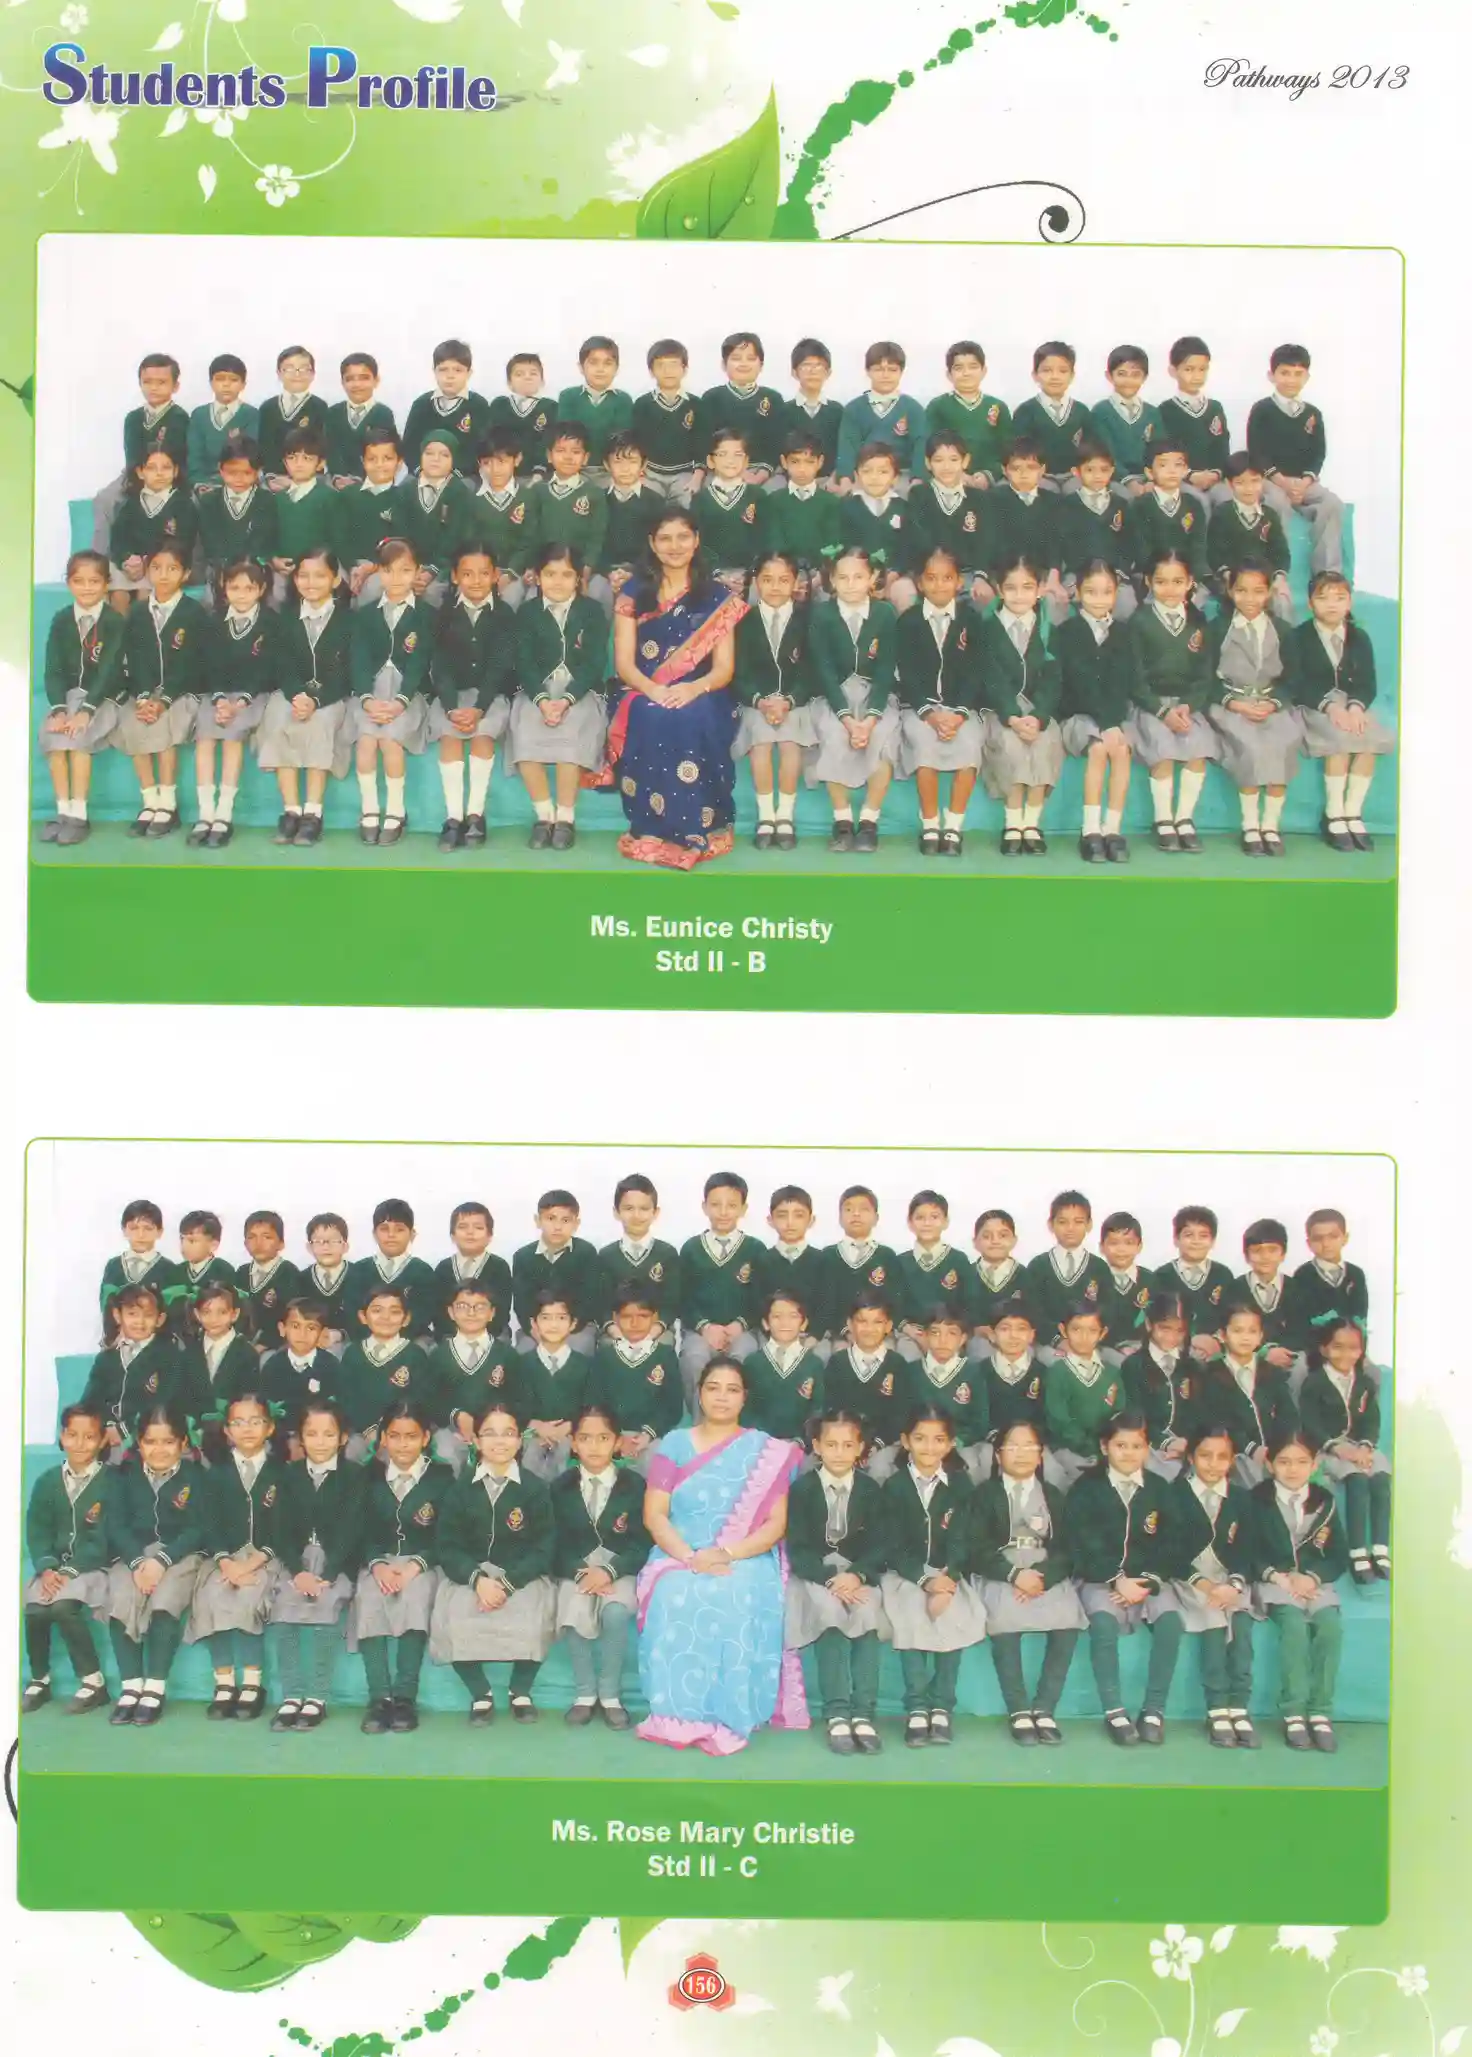 Students Profile
Pathways 2013
Ms. Eunice Christy
Std II - B
Ms. Rose Mary Christie
Std II - C
156